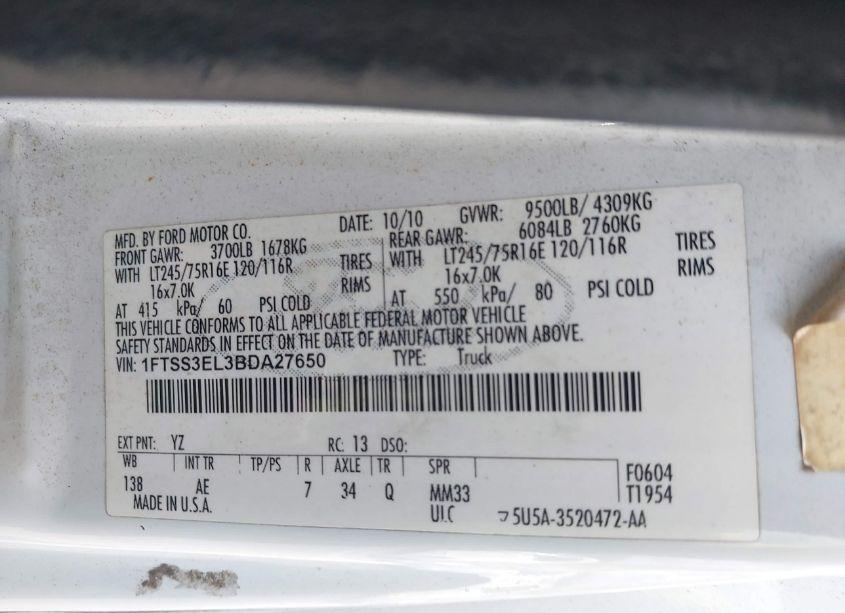 MFD. BY FORD MOTOR CO. DATE: 10/10 GVWR: 9500LB/ 4309KG
FRONT GAWR: 3700LB 1678KG REAR GAWR: 6084LB 2760KG
WITH LT245/75R16E 120/116R TIRES WITH LT245/75R16E 120/116R TIRES
16x7.0K RIMS 16x7.0K RIMS
AT 415 kPa/ 60 PSI COLD AT 550 kPa/ 80 PSI COLD
THIS VEHICLE CONFORMS TO ALL APPLICABLE FEDERAL MOTOR VEHICLE
SAFETY STANDARDS IN EFFECT ON THE DATE OF MANUFACTURE SHOWN ABOVE.
VIN: 1FTSS3EL3BDA27650 TYPE: Truck
EXT PNT: YZ RC: 13 DSO:
WB INT TR TP/PS R AXLE TR SPR F0604
138 AE 7 34 Q MM33 T1954
MADE IN U.S.A. UIC 5U5A-3520472-AA